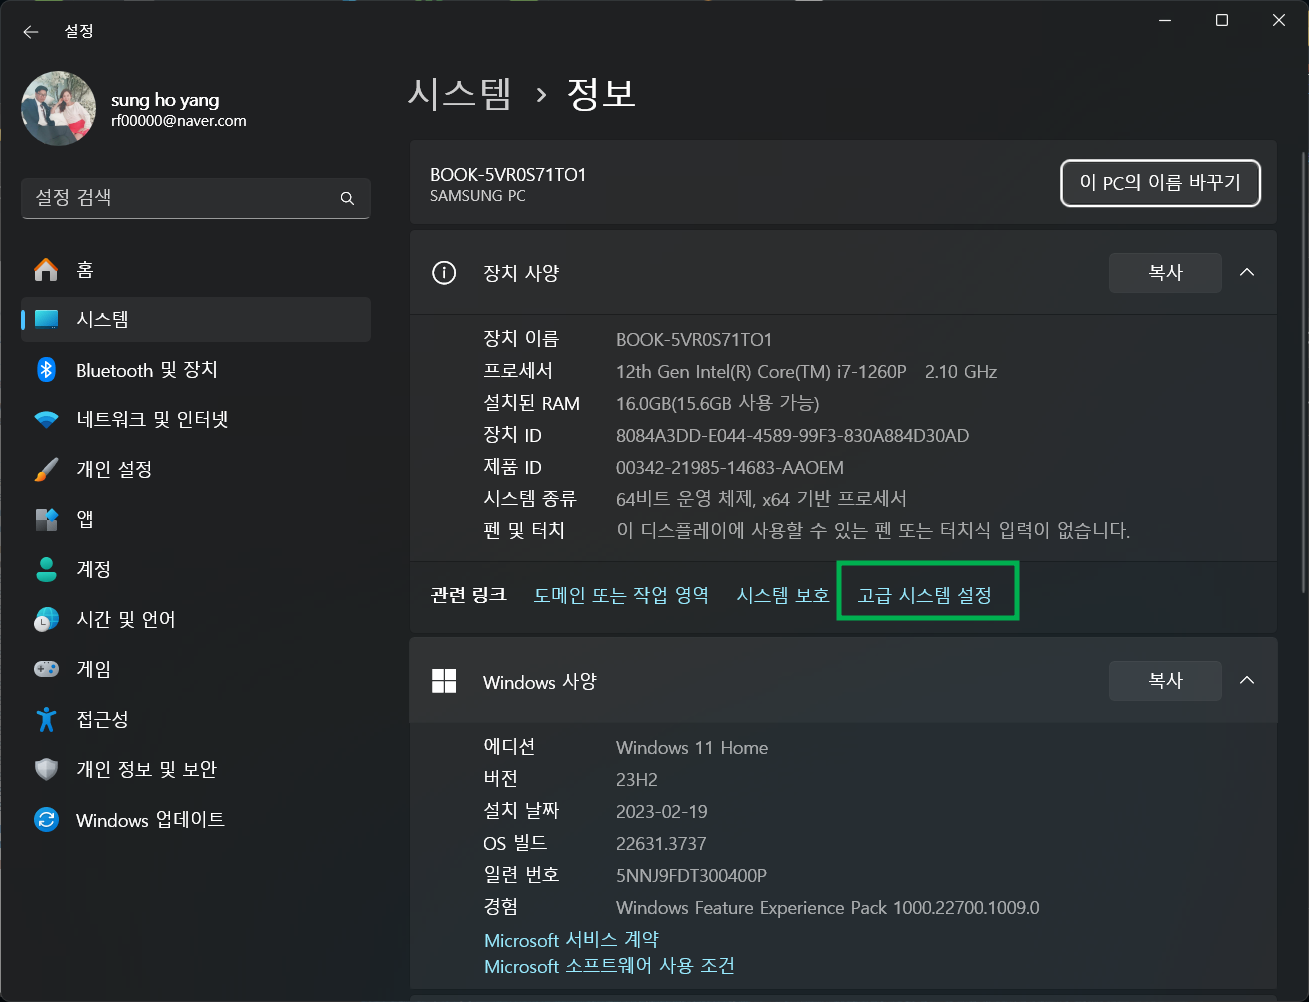 설정
sung ho yang
rf00000@naver.com
설정 검색
홈
시스템
Bluetooth 및 장치
네트워크 및 인터넷
개인 설정
앱
계정
시간 및 언어
게임
접근성
개인 정보 및 보안
Windows 업데이트
시스템 › 정보
BOOK-5VR0S71TO1
SAMSUNG PC
이 PC의 이름 바꾸기
장치 사양
복사
장치 이름 BOOK-5VR0S71TO1
프로세서 12th Gen Intel(R) Core(TM) i7-1260P 2.10 GHz
설치된 RAM 16.0GB(15.6GB 사용 가능)
장치 ID 8084A3DD-E044-4589-99F3-830A884D30AD
제품 ID 00342-21985-14683-AAOEM
시스템 종류 64비트 운영 체제, x64 기반 프로세서
펜 및 터치 이 디스플레이에 사용할 수 있는 펜 또는 터치식 입력이 없습니다.
관련 링크 도메인 또는 작업 영역 시스템 보호 고급 시스템 설정
Windows 사양
복사
에디션 Windows 11 Home
버전 23H2
설치 날짜 2023-02-19
OS 빌드 22631.3737
일련 번호 5NNJ9FDT300400P
경험 Windows Feature Experience Pack 1000.22700.1009.0
Microsoft 서비스 계약
Microsoft 소프트웨어 사용 조건